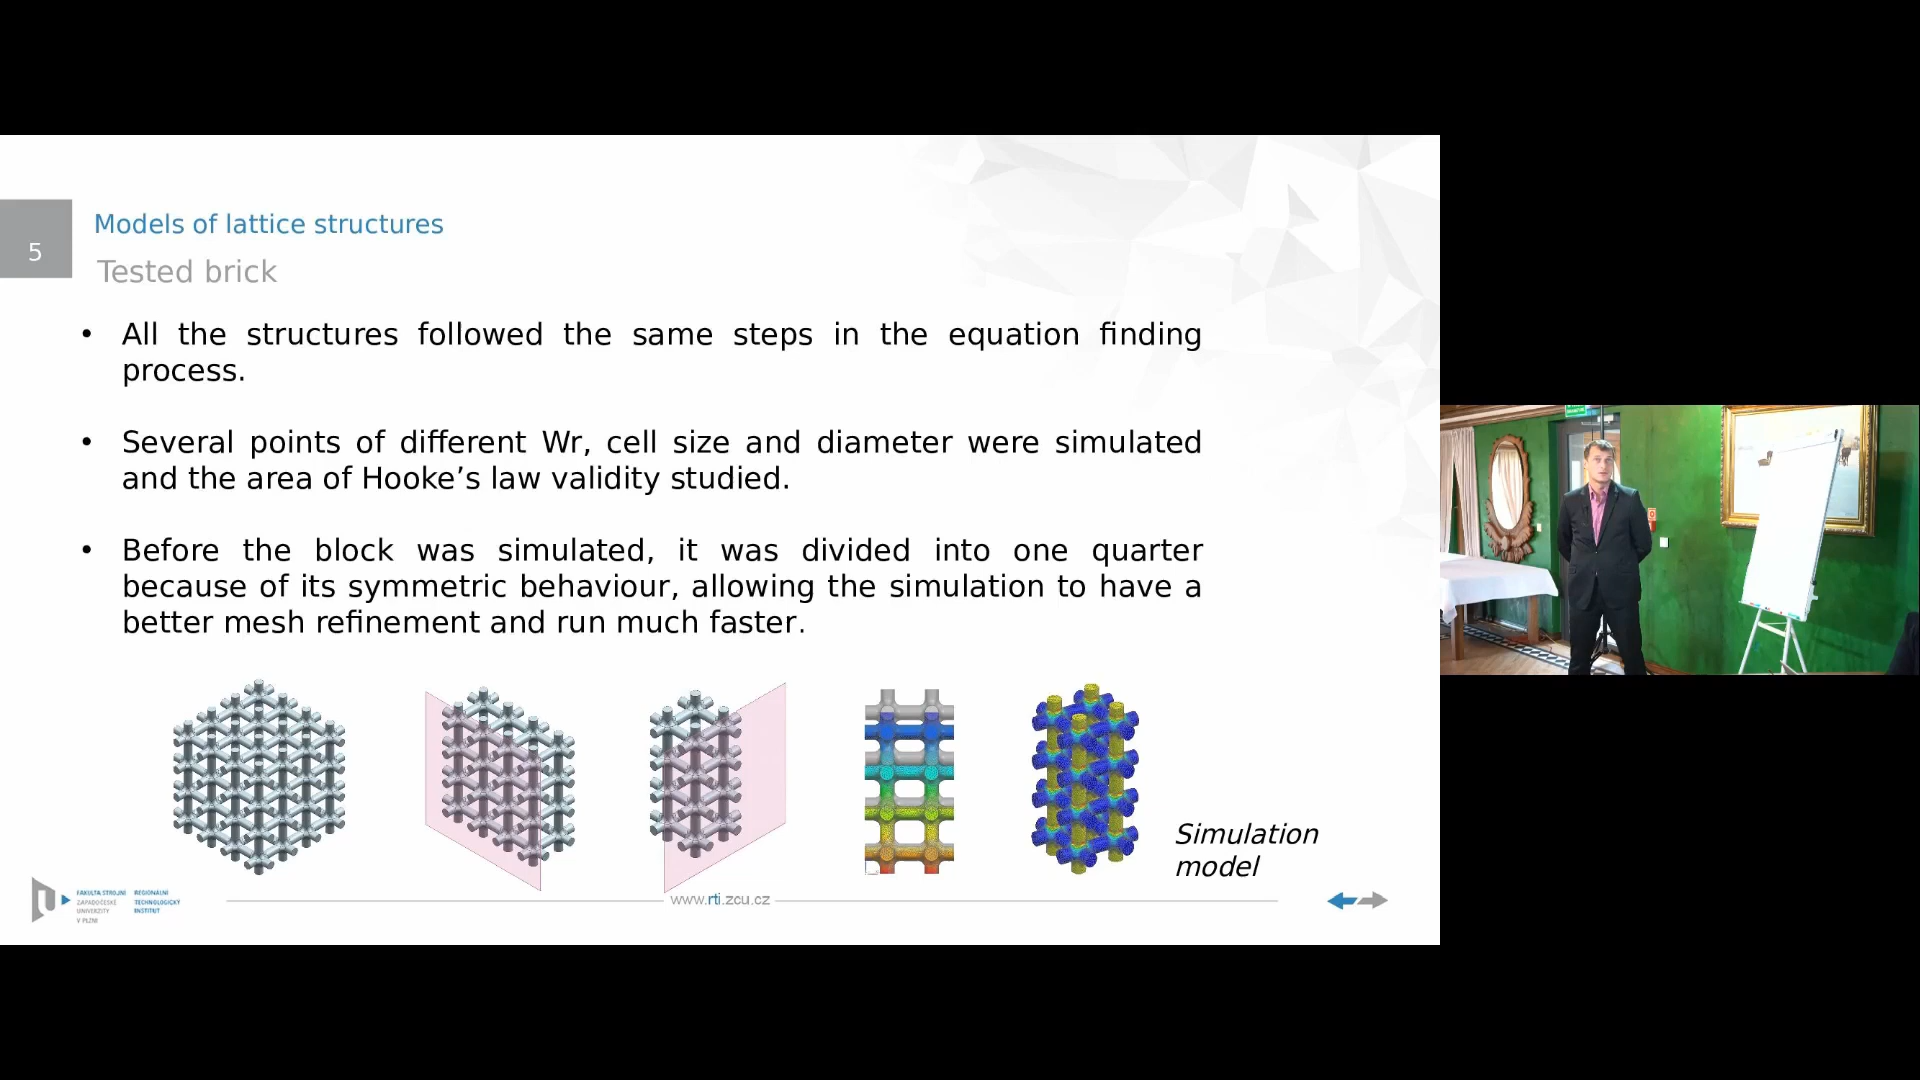 5
Models of lattice structures
Tested brick
• All the structures followed the same steps in the equation finding
process.
• Several points of different Wr, cell size and diameter were simulated
and the area of Hooke’s law validity studied.
• Before the block was simulated, it was divided into one quarter
because of its symmetric behaviour, allowing the simulation to have a
better mesh refinement and run much faster.
Simulation
model
FAKULTA STROJNÍ
ZÁPADOČESKÉ
UNIVERZITY
V PLZNI
REGIONÁLNÍ
TECHNOLOGICKÝ
INSTITUT
www.rti.zcu.cz